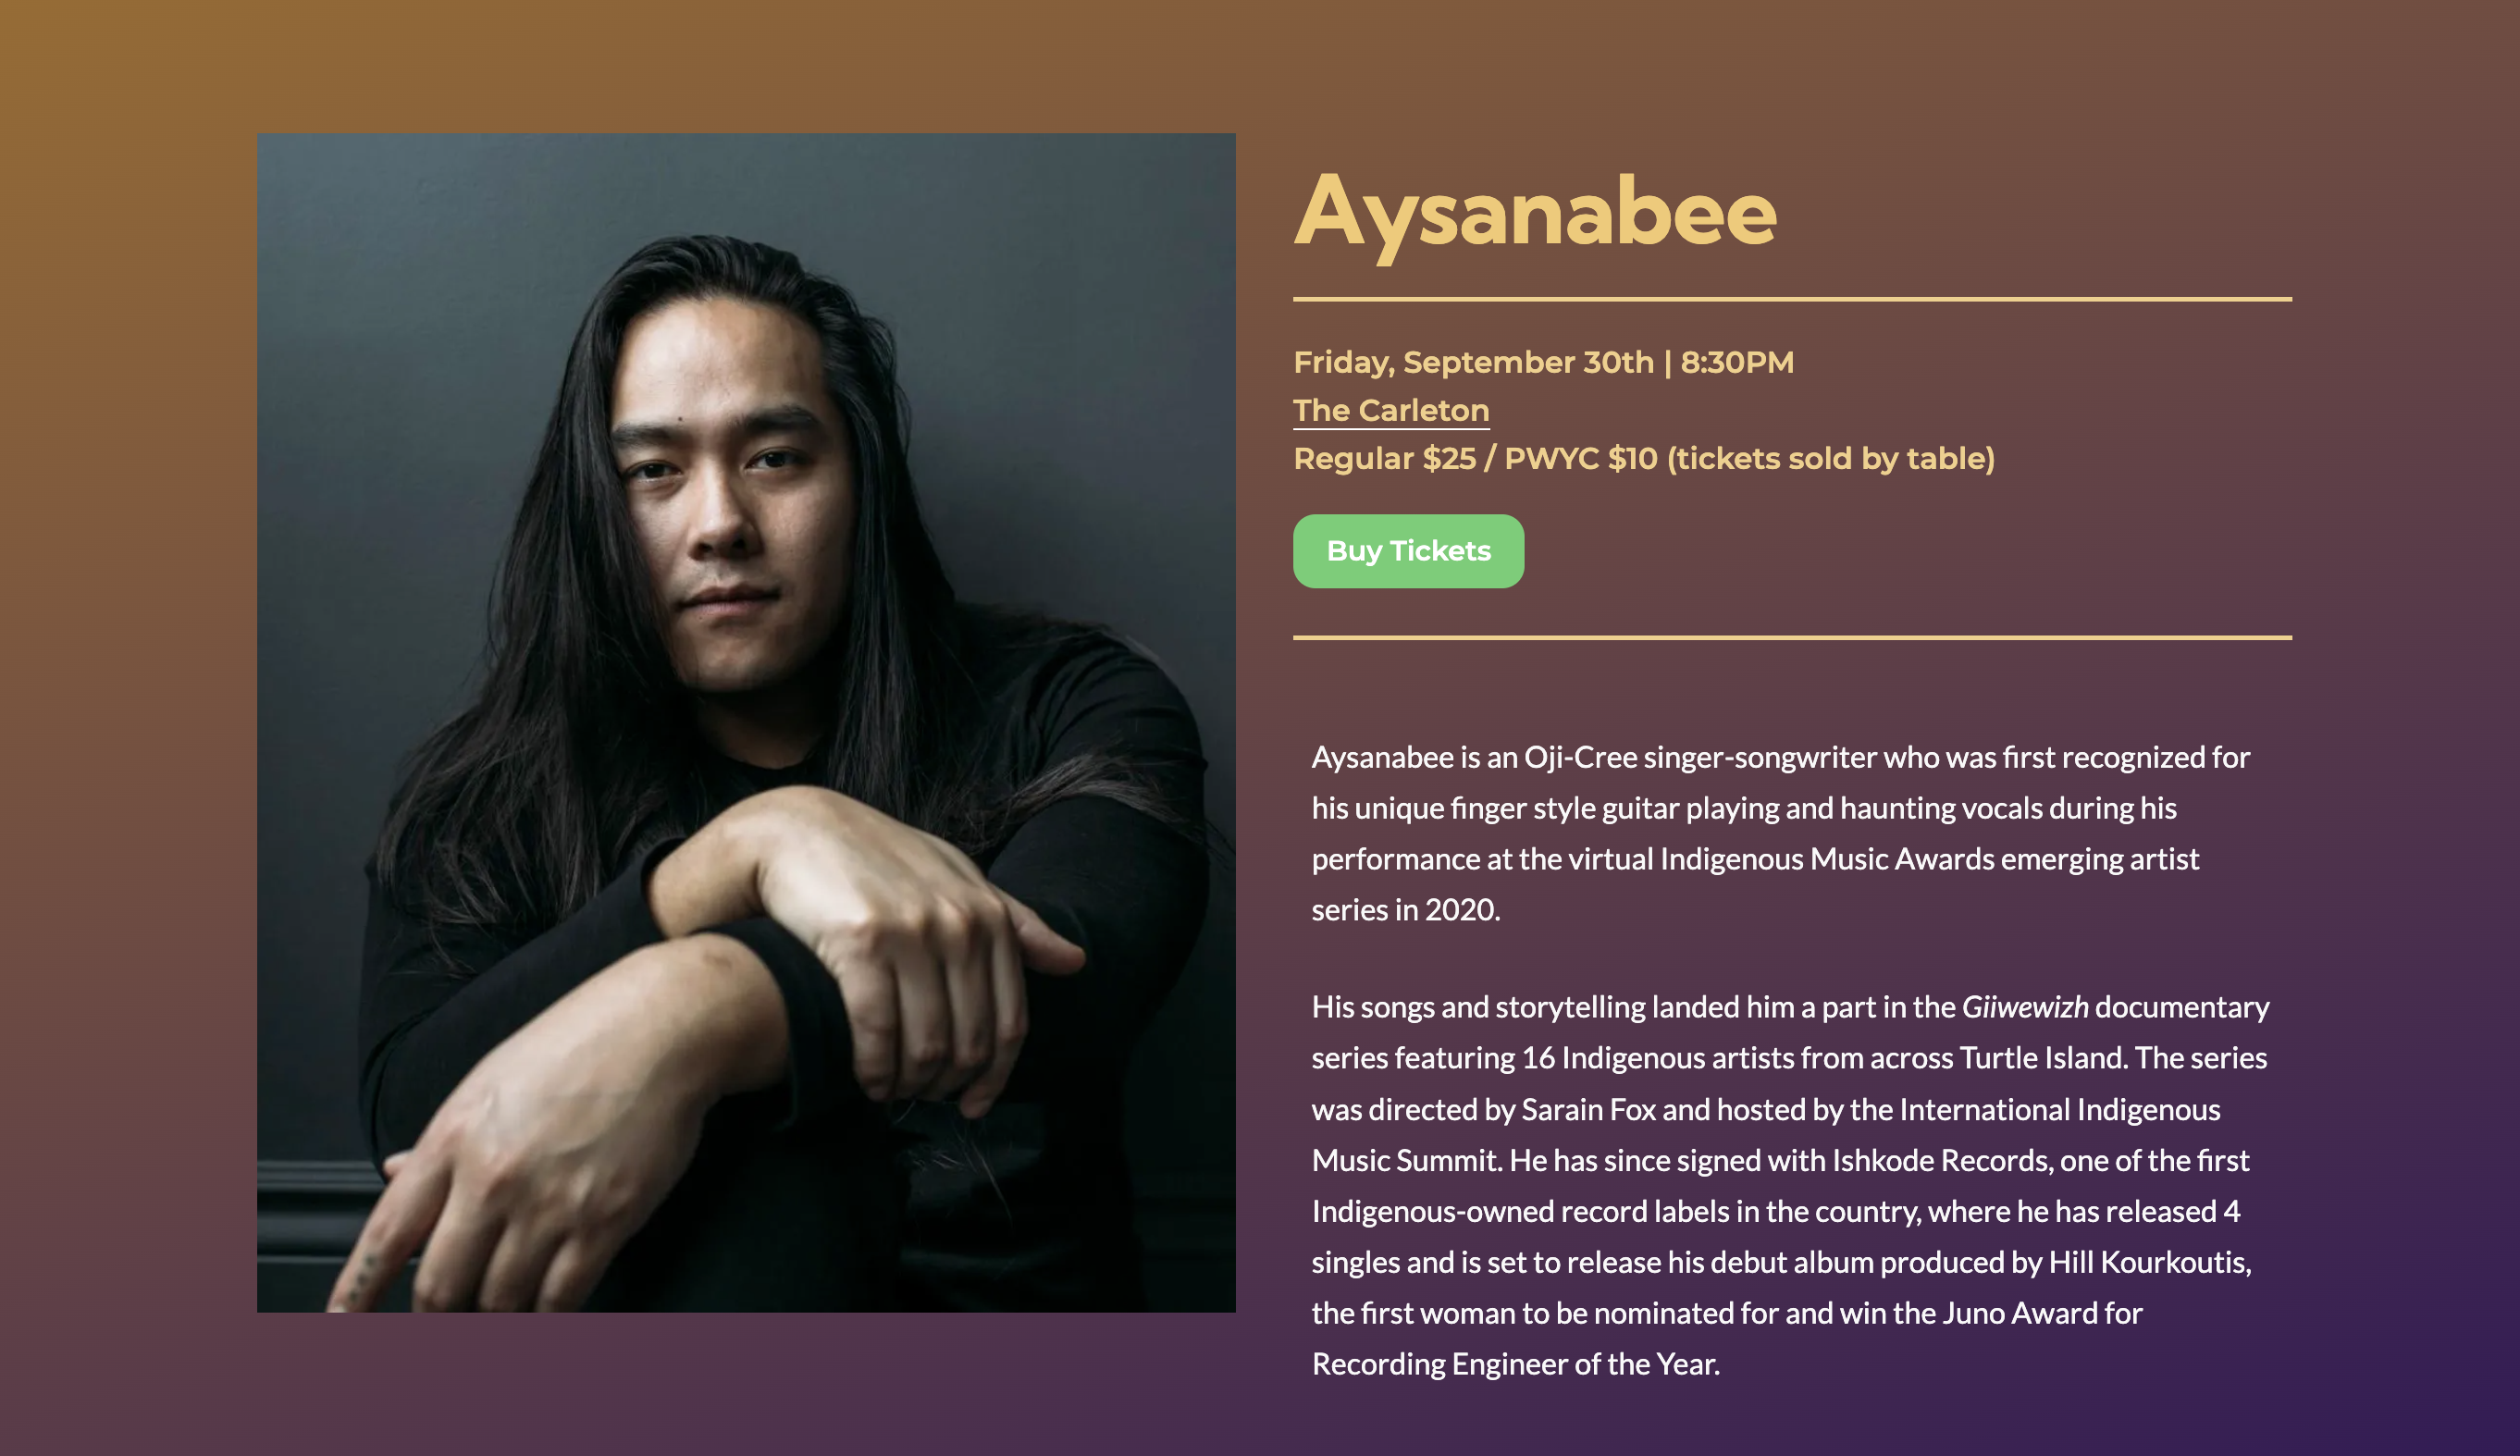 Aysanabee
Friday, September 30th | 8:30PM
The Carleton
Regular $25 / PWYC $10 (tickets sold by table)
Buy Tickets
Aysanabee is an Oji-Cree singer-songwriter who was first recognized for
his unique finger style guitar playing and haunting vocals during his
performance at the virtual Indigenous Music Awards emerging artist
series in 2020.
His songs and storytelling landed him a part in the Giiwewizh documentary
series featuring 16 Indigenous artists from across Turtle Island. The series
was directed by Sarain Fox and hosted by the International Indigenous
Music Summit. He has since signed with Ishkode Records, one of the first
Indigenous-owned record labels in the country, where he has released 4
singles and is set to release his debut album produced by Hill Kourkoutis,
the first woman to be nominated for and win the Juno Award for
Recording Engineer of the Year.